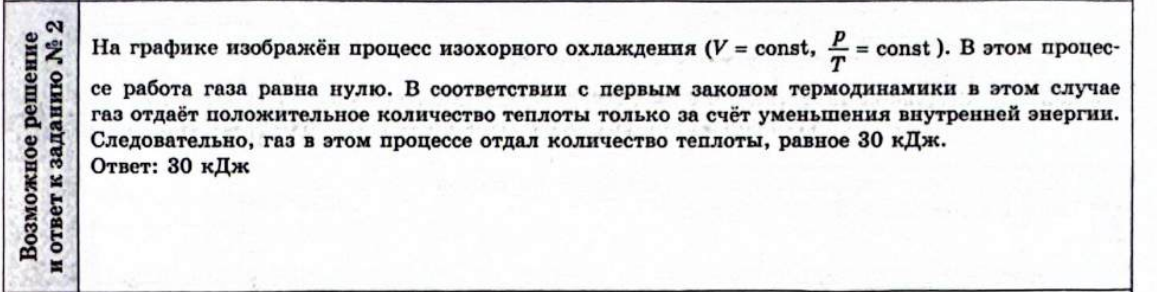 Возможное решение
и ответ к заданию № 2
На графике изображён процесс изохорного охлаждения (V = const, p/T = const ). В этом процес-
се работа газа равна нулю. В соответствии с первым законом термодинамики в этом случае
газ отдаёт положительное количество теплоты только за счёт уменьшения внутренней энергии.
Следовательно, газ в этом процессе отдал количество теплоты, равное 30 кДж.
Ответ: 30 кДж